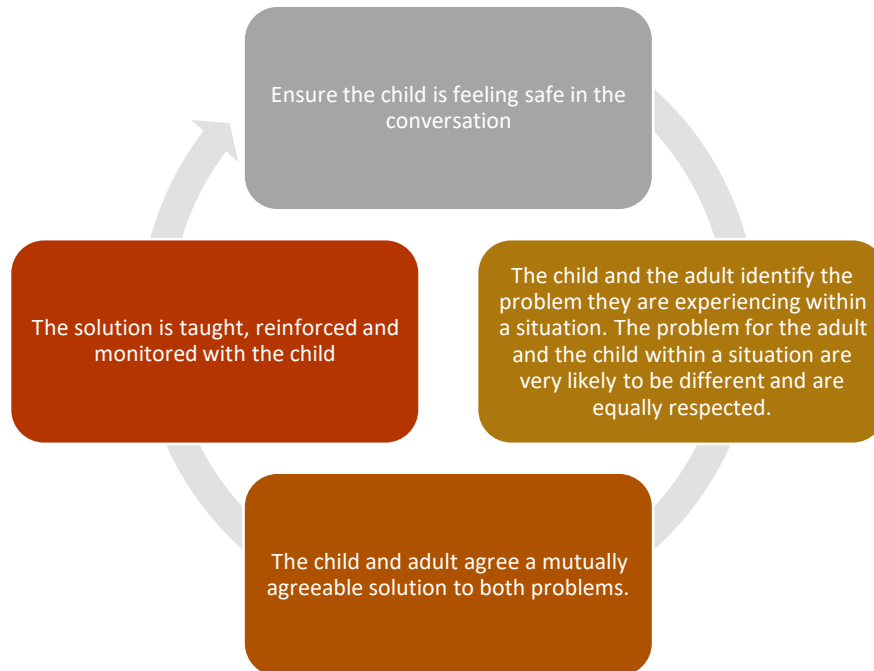 Ensure the child is feeling safe in the
conversation
The child and the adult identify the
problem they are experiencing within
a situation. The problem for the adult
and the child within a situation are
very likely to be different and are
equally respected.
The child and adult agree a mutually
agreeable solution to both problems.
The solution is taught, reinforced and
monitored with the child